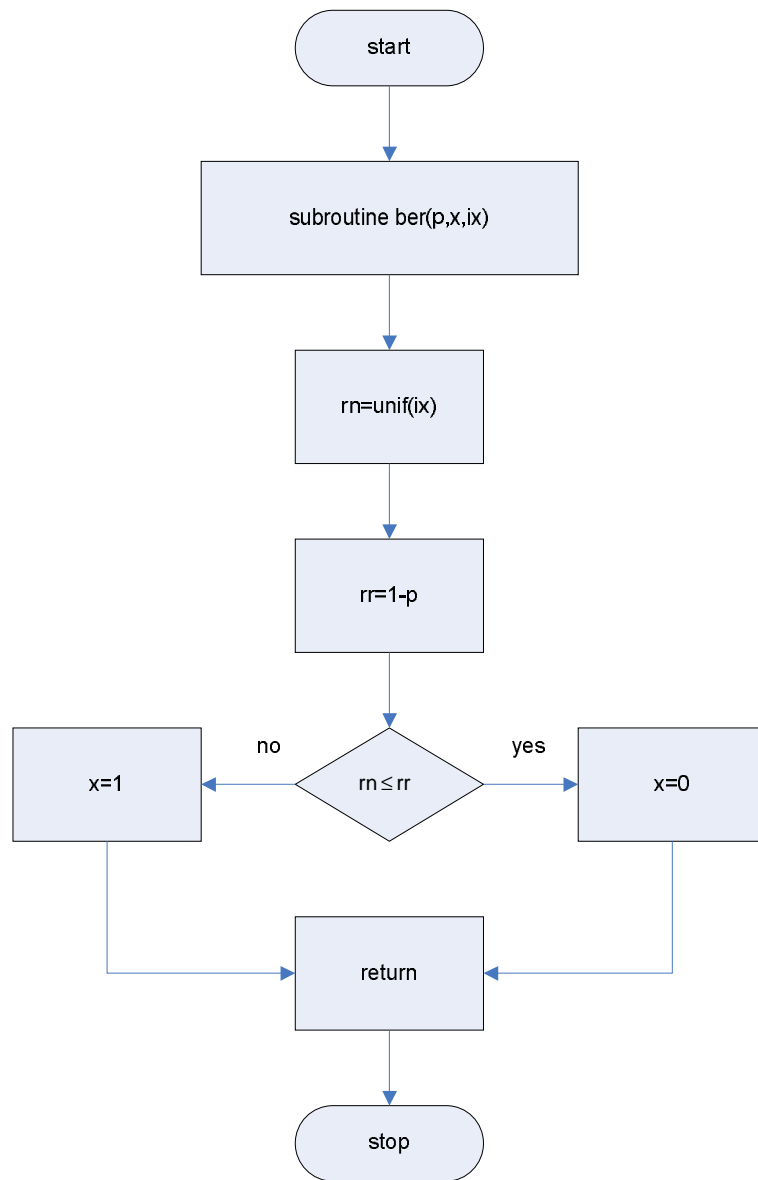 start
subroutine ber(p,x,ix)
rn=unif(ix)
rr=1-p
no
yes
x=1
rn ≤ rr
x=0
return
stop